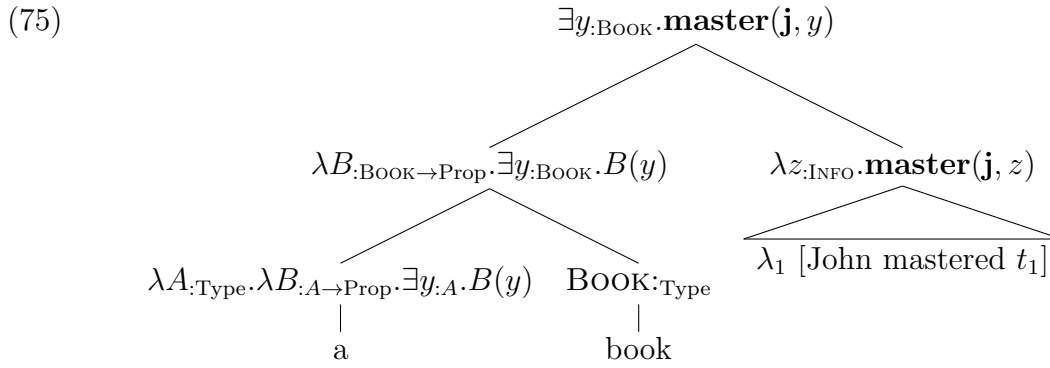 (75) ∃y:Book.master(j, y)
λB:Book→Prop.∃y:Book.B(y) λz:Info.master(j, z)
λA:Type.λB:A→Prop.∃y:A.B(y) Book:Type λ1 [John mastered t1]
a book